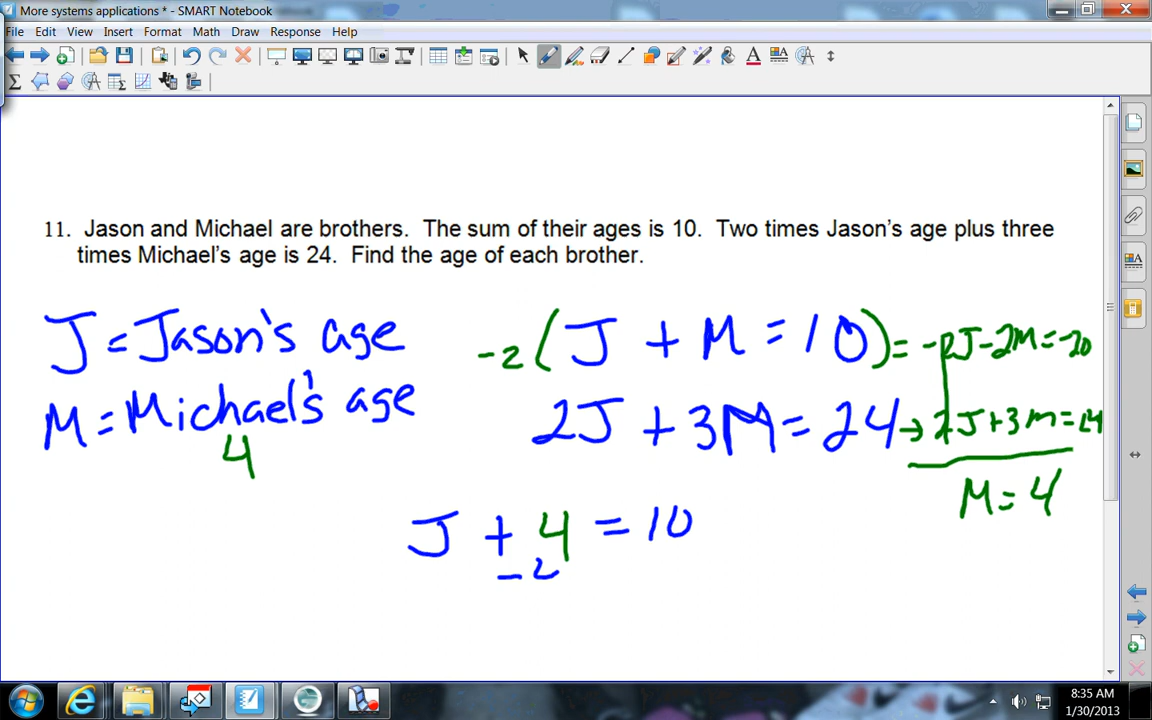 More systems applications * - SMART Notebook
File Edit View Insert Format Math Draw Response Help
11. Jason and Michael are brothers. The sum of their ages is 10. Two times Jason's age plus three
times Michael's age is 24. Find the age of each brother.
J = Jason's age
-2 ( J + M = 10 ) = -2J - 2M = -20
M = Michael's age
2J + 3M = 24 → 2J + 3M = 24
4
M = 4
J + 4 = 10
8:35 AM
1/30/2013